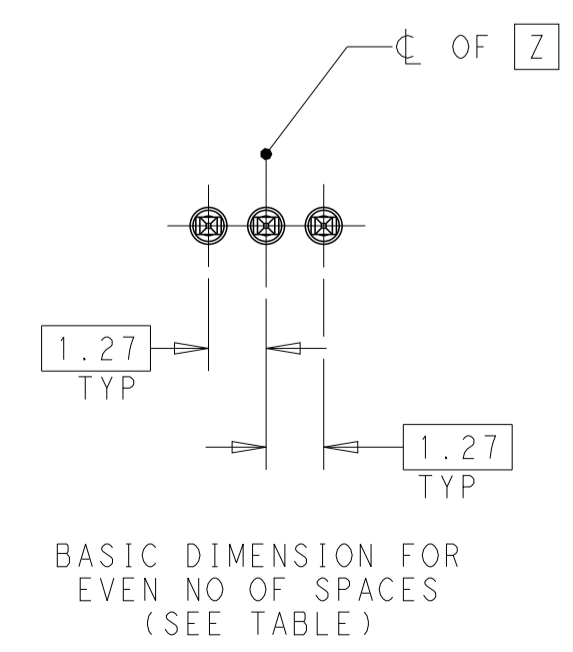 ℄ OF Z
1.27
TYP
1.27
TYP
BASIC DIMENSION FOR
EVEN NO OF SPACES
(SEE TABLE)